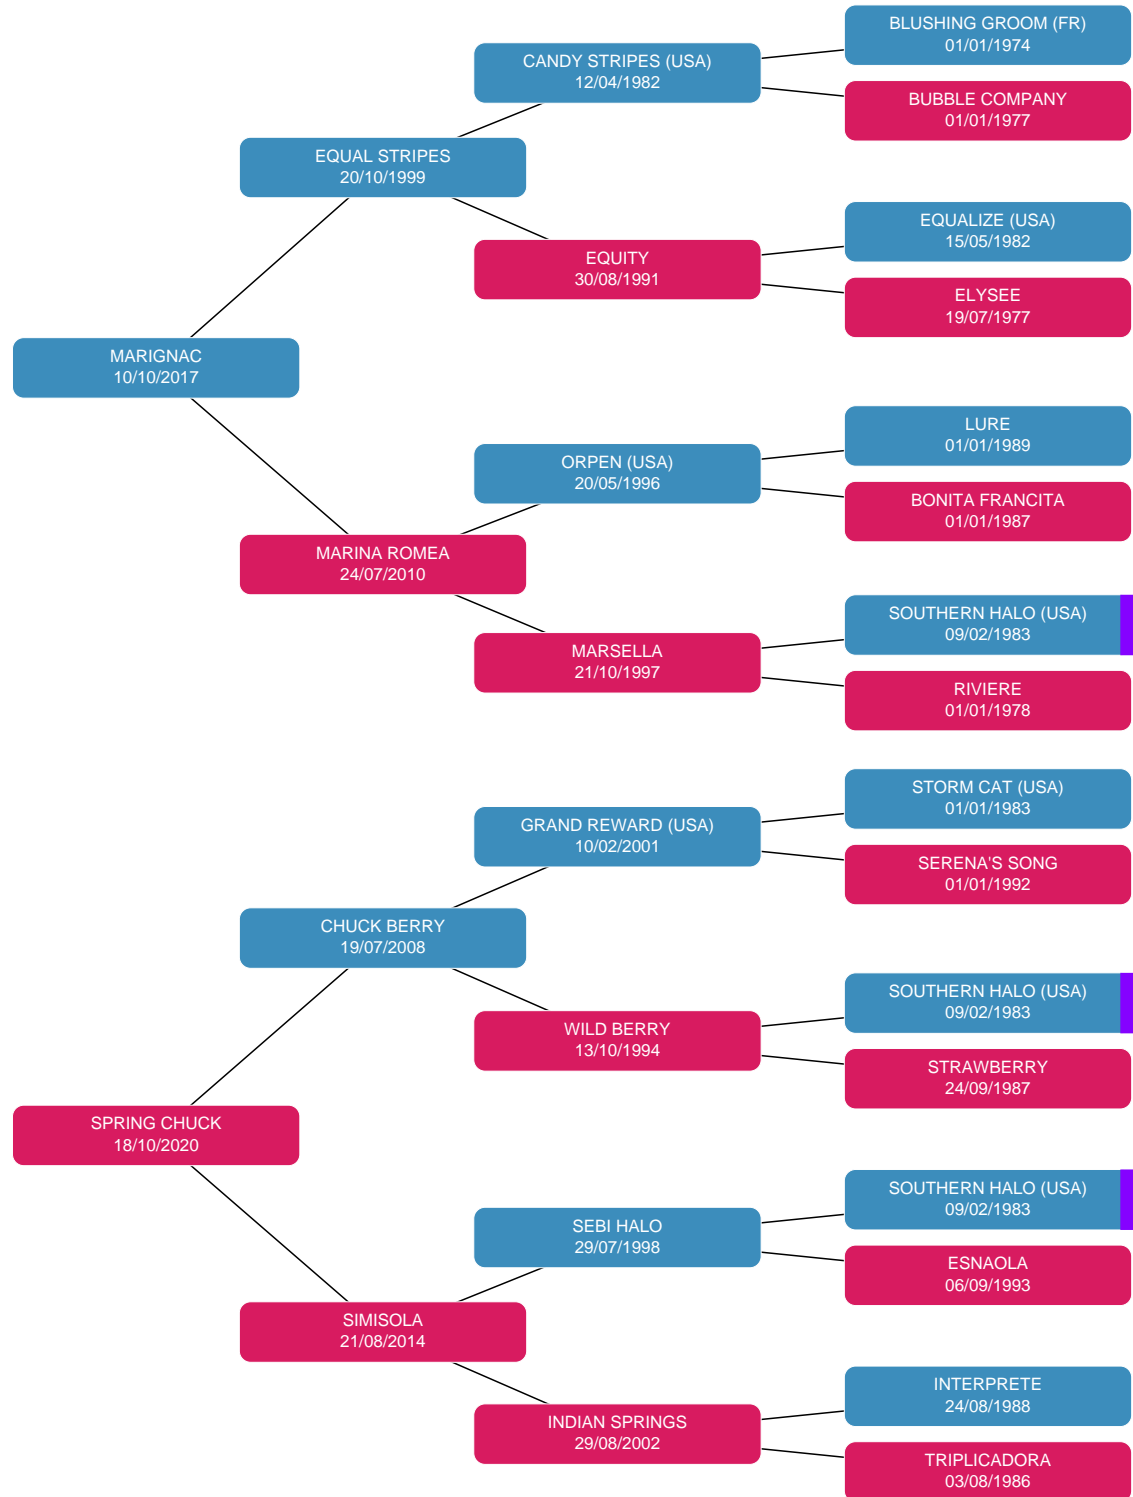 BLUSHING GROOM (FR)
01/01/1974
CANDY STRIPES (USA)
12/04/1982
BUBBLE COMPANY
01/01/1977
EQUAL STRIPES
20/10/1999
EQUALIZE (USA)
15/05/1982
EQUITY
30/08/1991
ELYSEE
19/07/1977
MARIGNAC
10/10/2017
LURE
01/01/1989
ORPEN (USA)
20/05/1996
BONITA FRANCITA
01/01/1987
MARINA ROMEA
24/07/2010
SOUTHERN HALO (USA)
09/02/1983
MARSELLA
21/10/1997
RIVIERE
01/01/1978
STORM CAT (USA)
01/01/1983
GRAND REWARD (USA)
10/02/2001
SERENA'S SONG
01/01/1992
CHUCK BERRY
19/07/2008
SOUTHERN HALO (USA)
09/02/1983
WILD BERRY
13/10/1994
STRAWBERRY
24/09/1987
SPRING CHUCK
18/10/2020
SOUTHERN HALO (USA)
09/02/1983
SEBI HALO
29/07/1998
ESNAOLA
06/09/1993
SIMISOLA
21/08/2014
INTERPRETE
24/08/1988
INDIAN SPRINGS
29/08/2002
TRIPLICADORA
03/08/1986